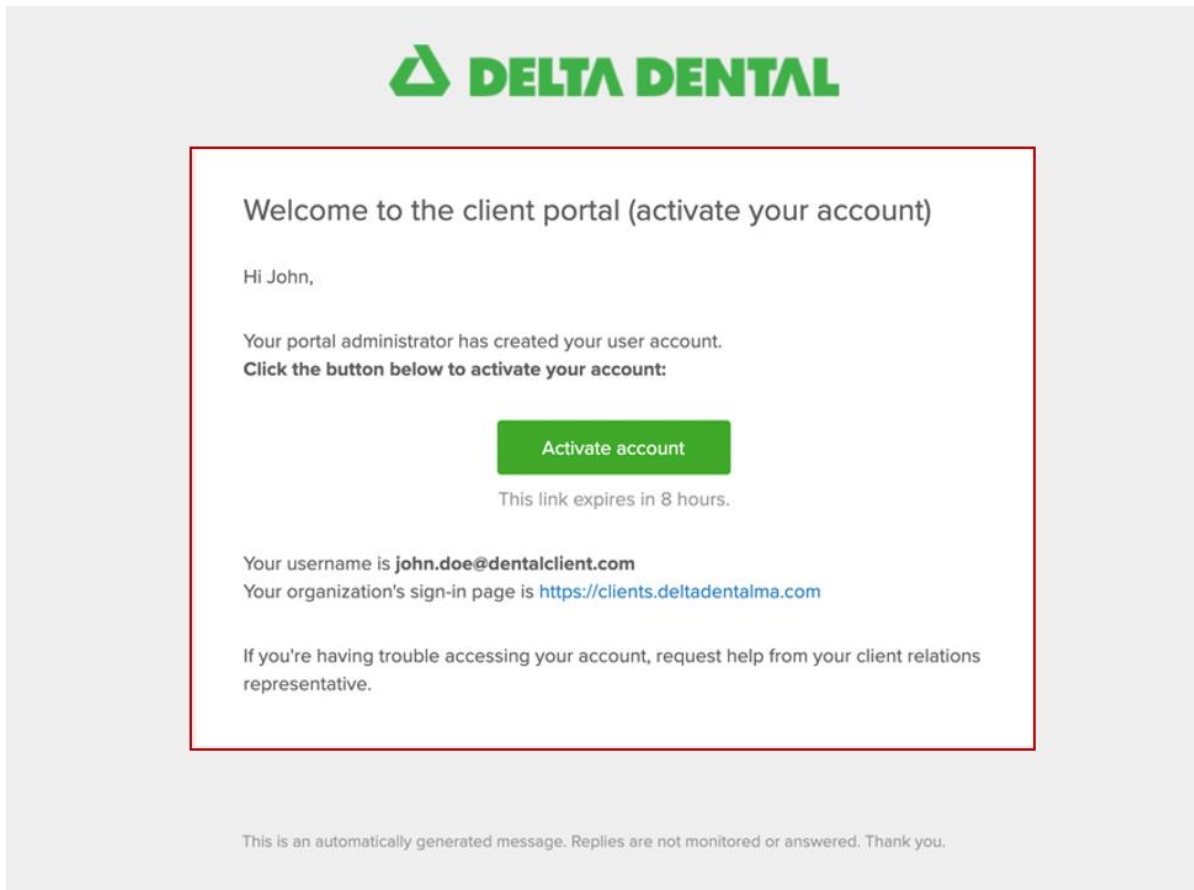 DELTA DENTAL
Welcome to the client portal (activate your account)
Hi John,
Your portal administrator has created your user account.
Click the button below to activate your account:
Activate account
This link expires in 8 hours.
Your username is john.doe@dentalclient.com
Your organization's sign-in page is https://clients.deltadentalma.com
If you're having trouble accessing your account, request help from your client relations
representative.
This is an automatically generated message. Replies are not monitored or answered. Thank you.